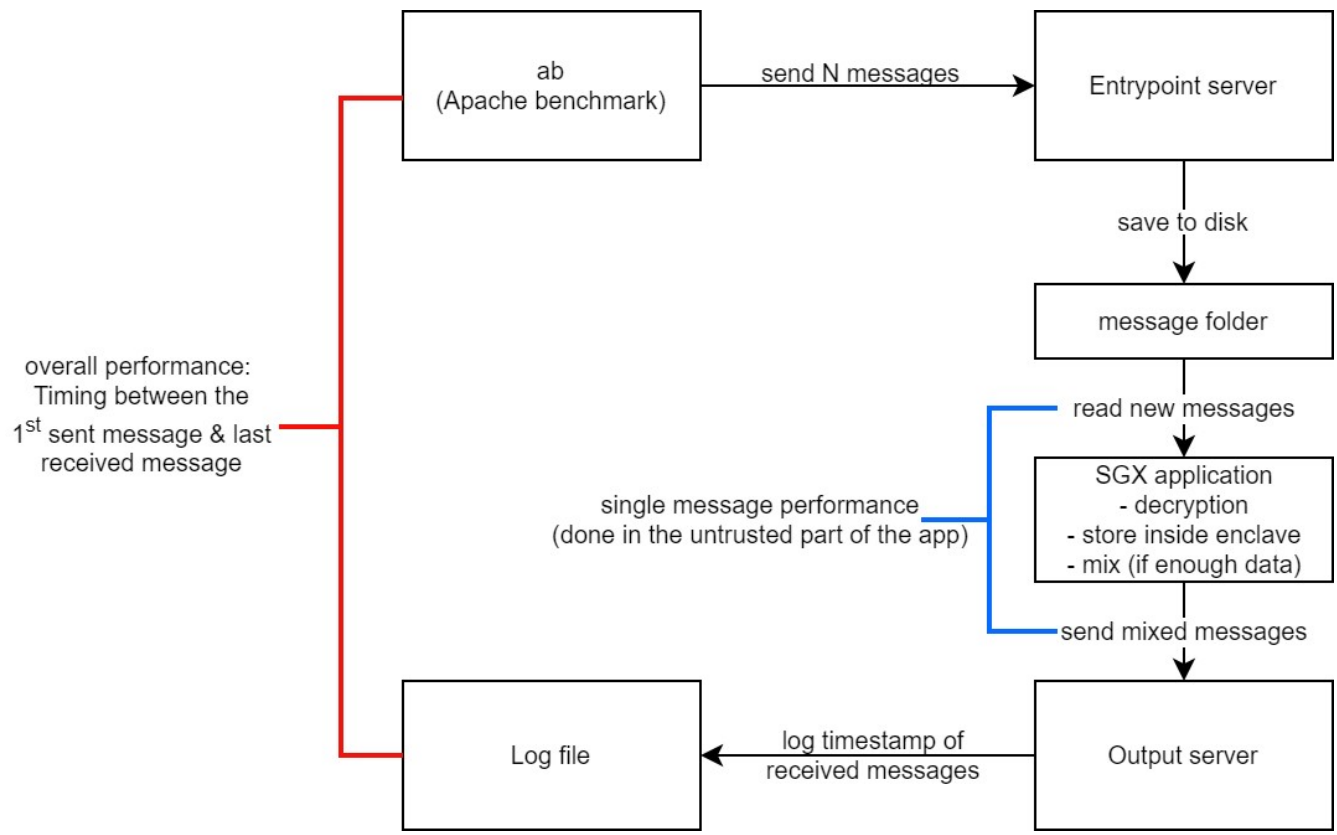 ab
(Apache benchmark)
send N messages
Entrypoint server
save to disk
message folder
overall performance:
Timing between the
1st sent message & last
received message
read new messages
SGX application
- decryption
- store inside enclave
- mix (if enough data)
single message performance
(done in the untrusted part of the app)
send mixed messages
Log file
log timestamp of
received messages
Output server